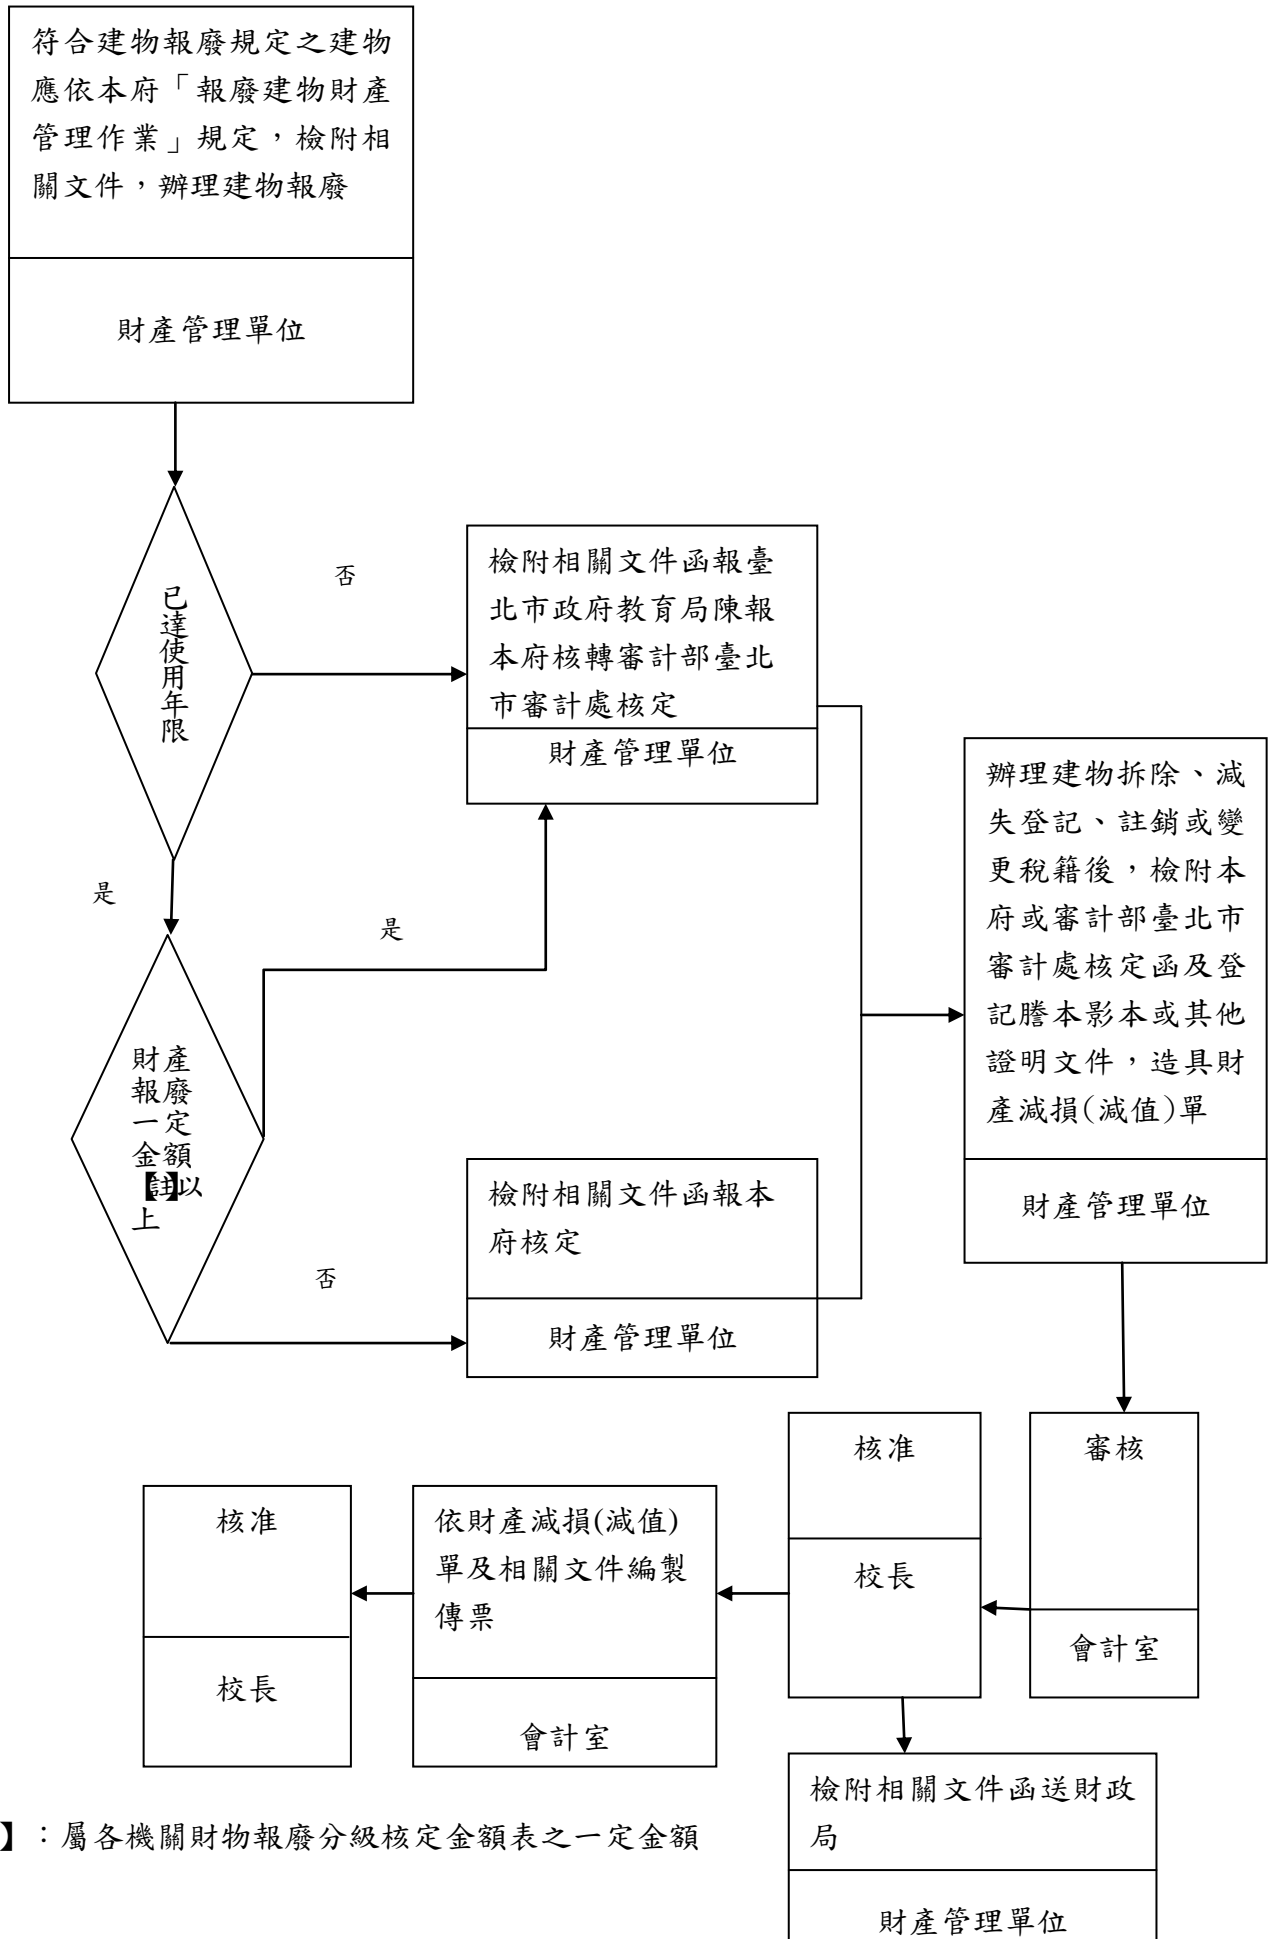 符合建物報廢規定之建物
應依本府「報廢建物財產
管理作業」規定，檢附相
關文件，辦理建物報廢
財產管理單位
已達使用年限
否
檢附相關文件函報臺
北市政府教育局陳報
本府核轉審計部臺北
市審計處核定
財產管理單位
是
是
財產
報廢
一定
金額
【註】以
上
否
檢附相關文件函報本
府核定
財產管理單位
辦理建物拆除、減
失登記、註銷或變
更稅籍後，檢附本
府或審計部臺北市
審計處核定函及登
記謄本影本或其他
證明文件，造具財
產減損(減值)單
財產管理單位
審核
會計室
核准
校長
依財產減損(減值)
單及相關文件編製
傳票
會計室
核准
校長
檢附相關文件函送財政
局
財產管理單位
】：屬各機關財物報廢分級核定金額表之一定金額